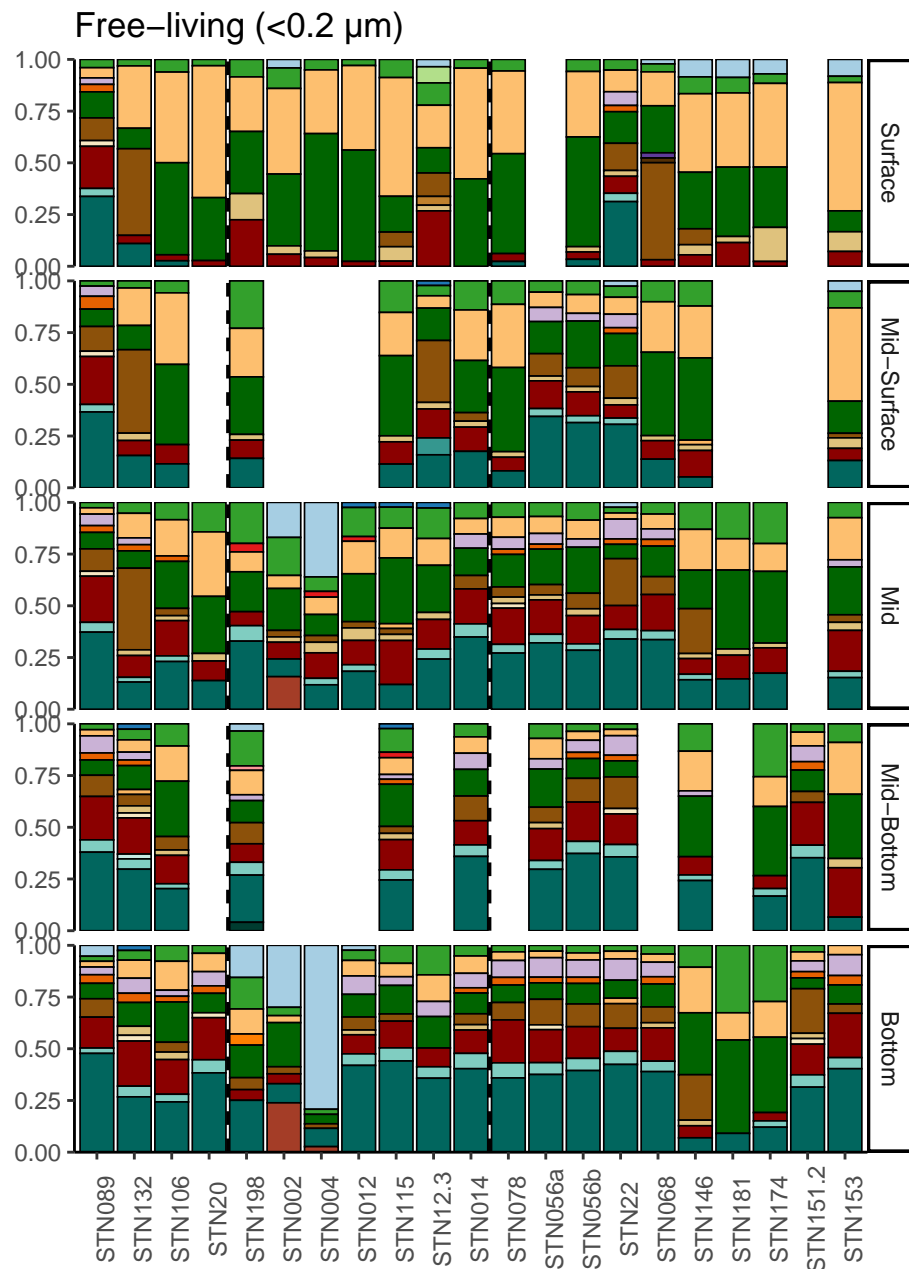 Free−living (<0.2 µm)
1.00
0.75
0.50
0.25
0.00
Surface
1.00
0.75
0.50
0.25
0.00
Mid−Surface
1.00
0.75
0.50
0.25
0.00
Mid
1.00
0.75
0.50
0.25
0.00
Mid−Bottom
1.00
0.75
0.50
0.25
0.00
Bottom
STN089
STN132
STN106
STN20
STN198
STN002
STN004
STN012
STN115
STN12.3
STN014
STN078
STN056a
STN056b
STN22
STN068
STN146
STN181
STN174
STN151.2
STN153